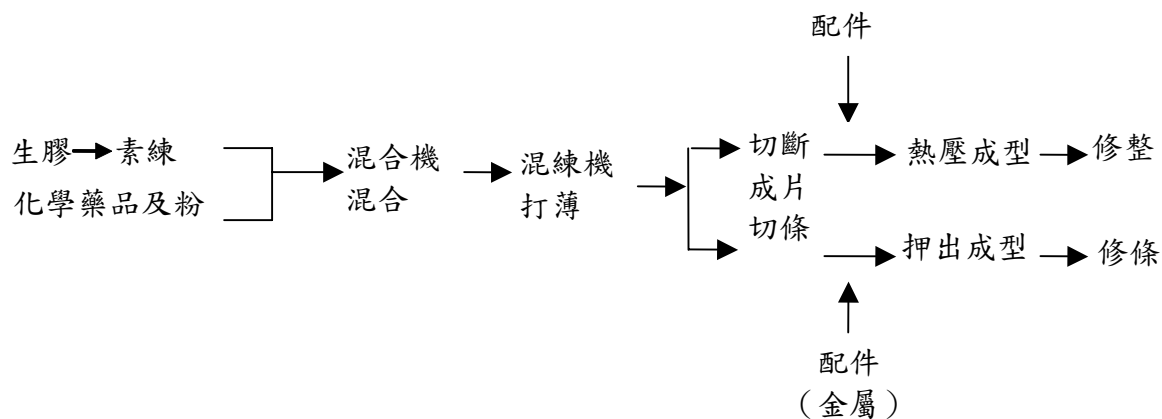 配件
生膠
素練
化學藥品及粉
混合機
混合
混練機
打薄
切斷
成片
切條
熱壓成型
修整
押出成型
修條
配件
（金屬）